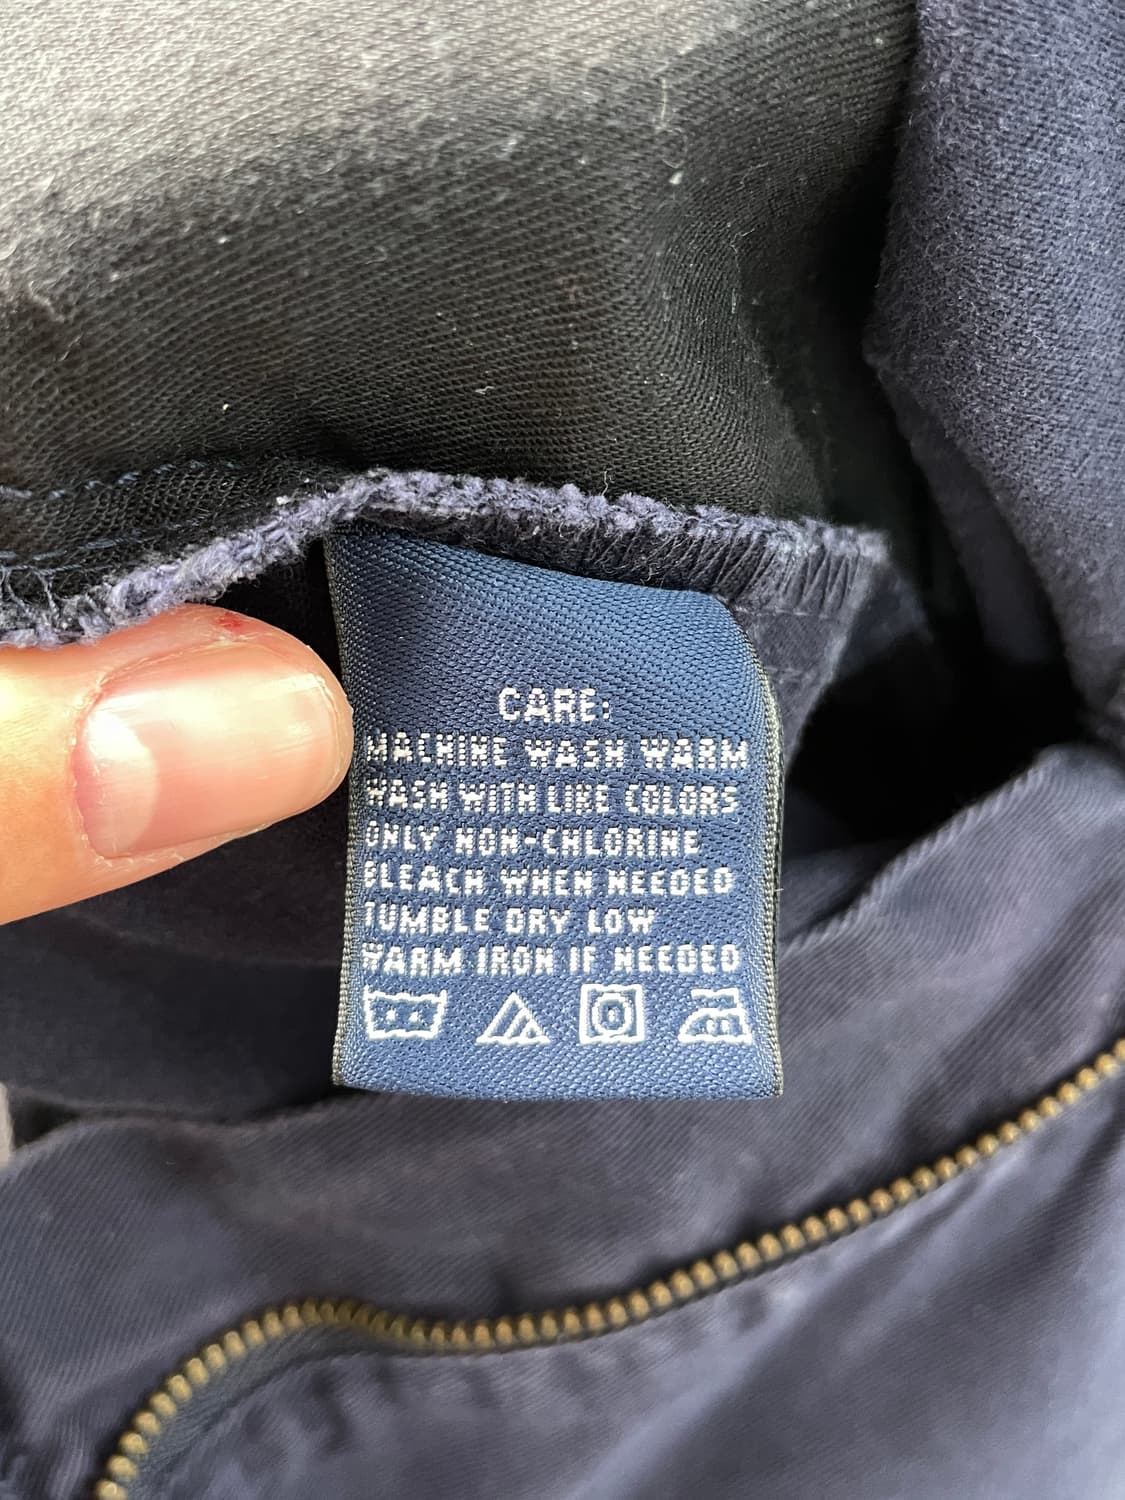 CARE:
MACHINE WASH WARM
WASH WITH LIKE COLORS
ONLY NON-CHLORINE
BLEACH WHEN NEEDED
TUMBLE DRY LOW
WARM IRON IF NEEDED